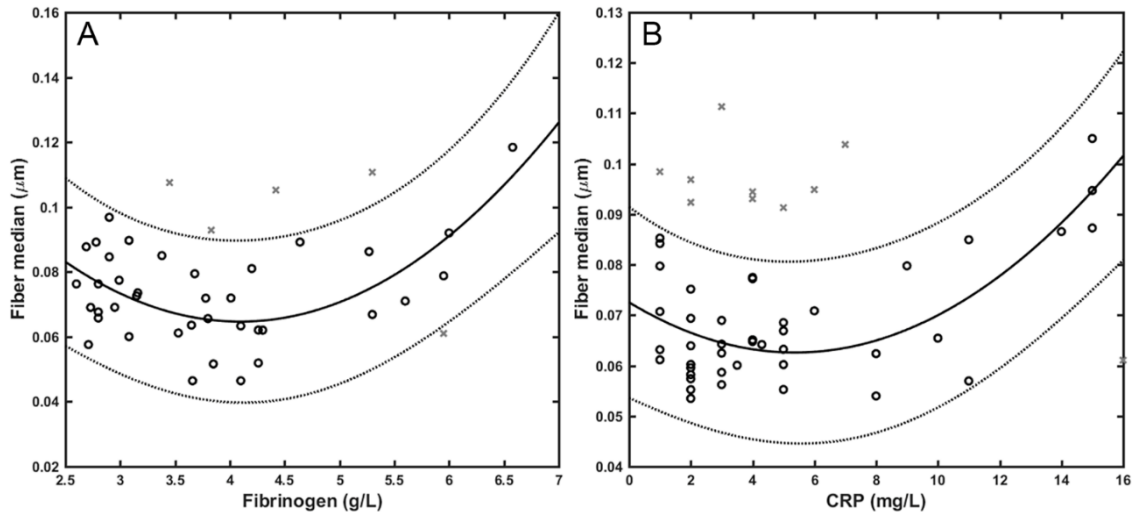 A
0.16
0.14
0.12
0.1
0.08
0.06
0.04
0.02
Fiber median (μm)
2.5 3 3.5 4 4.5 5 5.5 6 6.5 7
Fibrinogen (g/L)
B
0.13
0.12
0.11
0.1
0.09
0.08
0.07
0.06
0.05
0.04
Fiber median (μm)
0 2 4 6 8 10 12 14 16
CRP (mg/L)